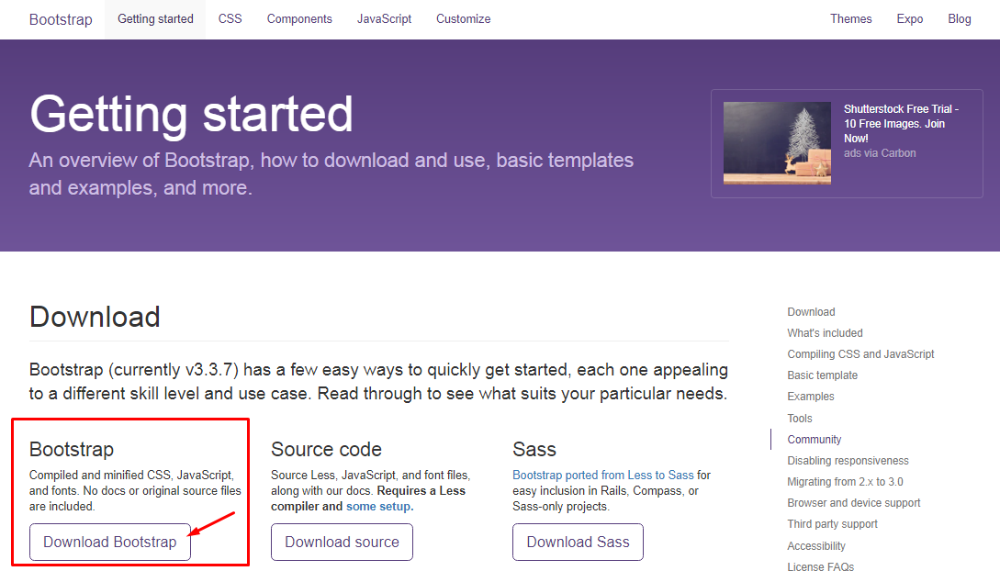 Bootstrap Getting started CSS Components JavaScript Customize Themes Expo Blog
Getting started
An overview of Bootstrap, how to download and use, basic templates
and examples, and more.
Shutterstock Free Trial -
10 Free Images. Join
Now!
ads via Carbon
Download
Bootstrap (currently v3.3.7) has a few easy ways to quickly get started, each one appealing
to a different skill level and use case. Read through to see what suits your particular needs.
Bootstrap
Compiled and minified CSS, JavaScript,
and fonts. No docs or original source files
are included.
Download Bootstrap
Source code
Source Less, JavaScript, and font files,
along with our docs. Requires a Less
compiler and some setup.
Download source
Sass
Bootstrap ported from Less to Sass for
easy inclusion in Rails, Compass, or
Sass-only projects.
Download Sass
Download
What's included
Compiling CSS and JavaScript
Basic template
Examples
Tools
Community
Disabling responsiveness
Migrating from 2.x to 3.0
Browser and device support
Third party support
Accessibility
License FAQs